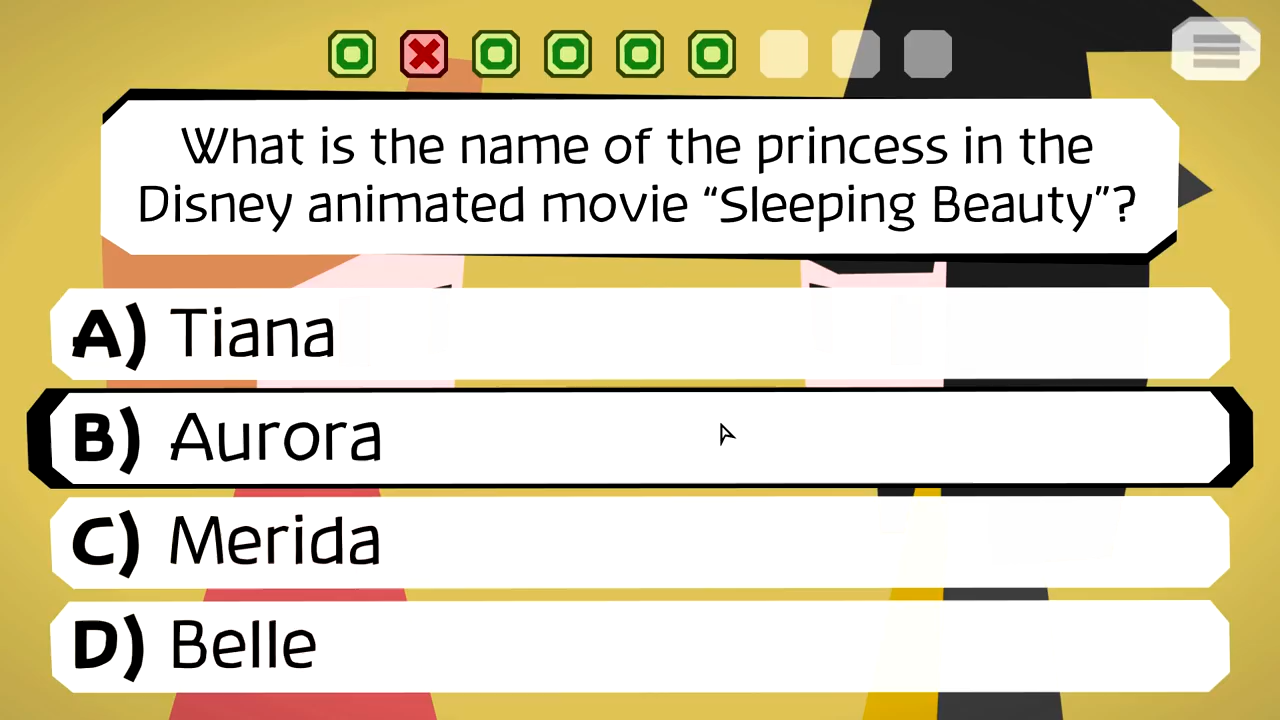 What is the name of the princess in the
Disney animated movie “Sleeping Beauty”?
A) Tiana
B) Aurora
C) Merida
D) Belle